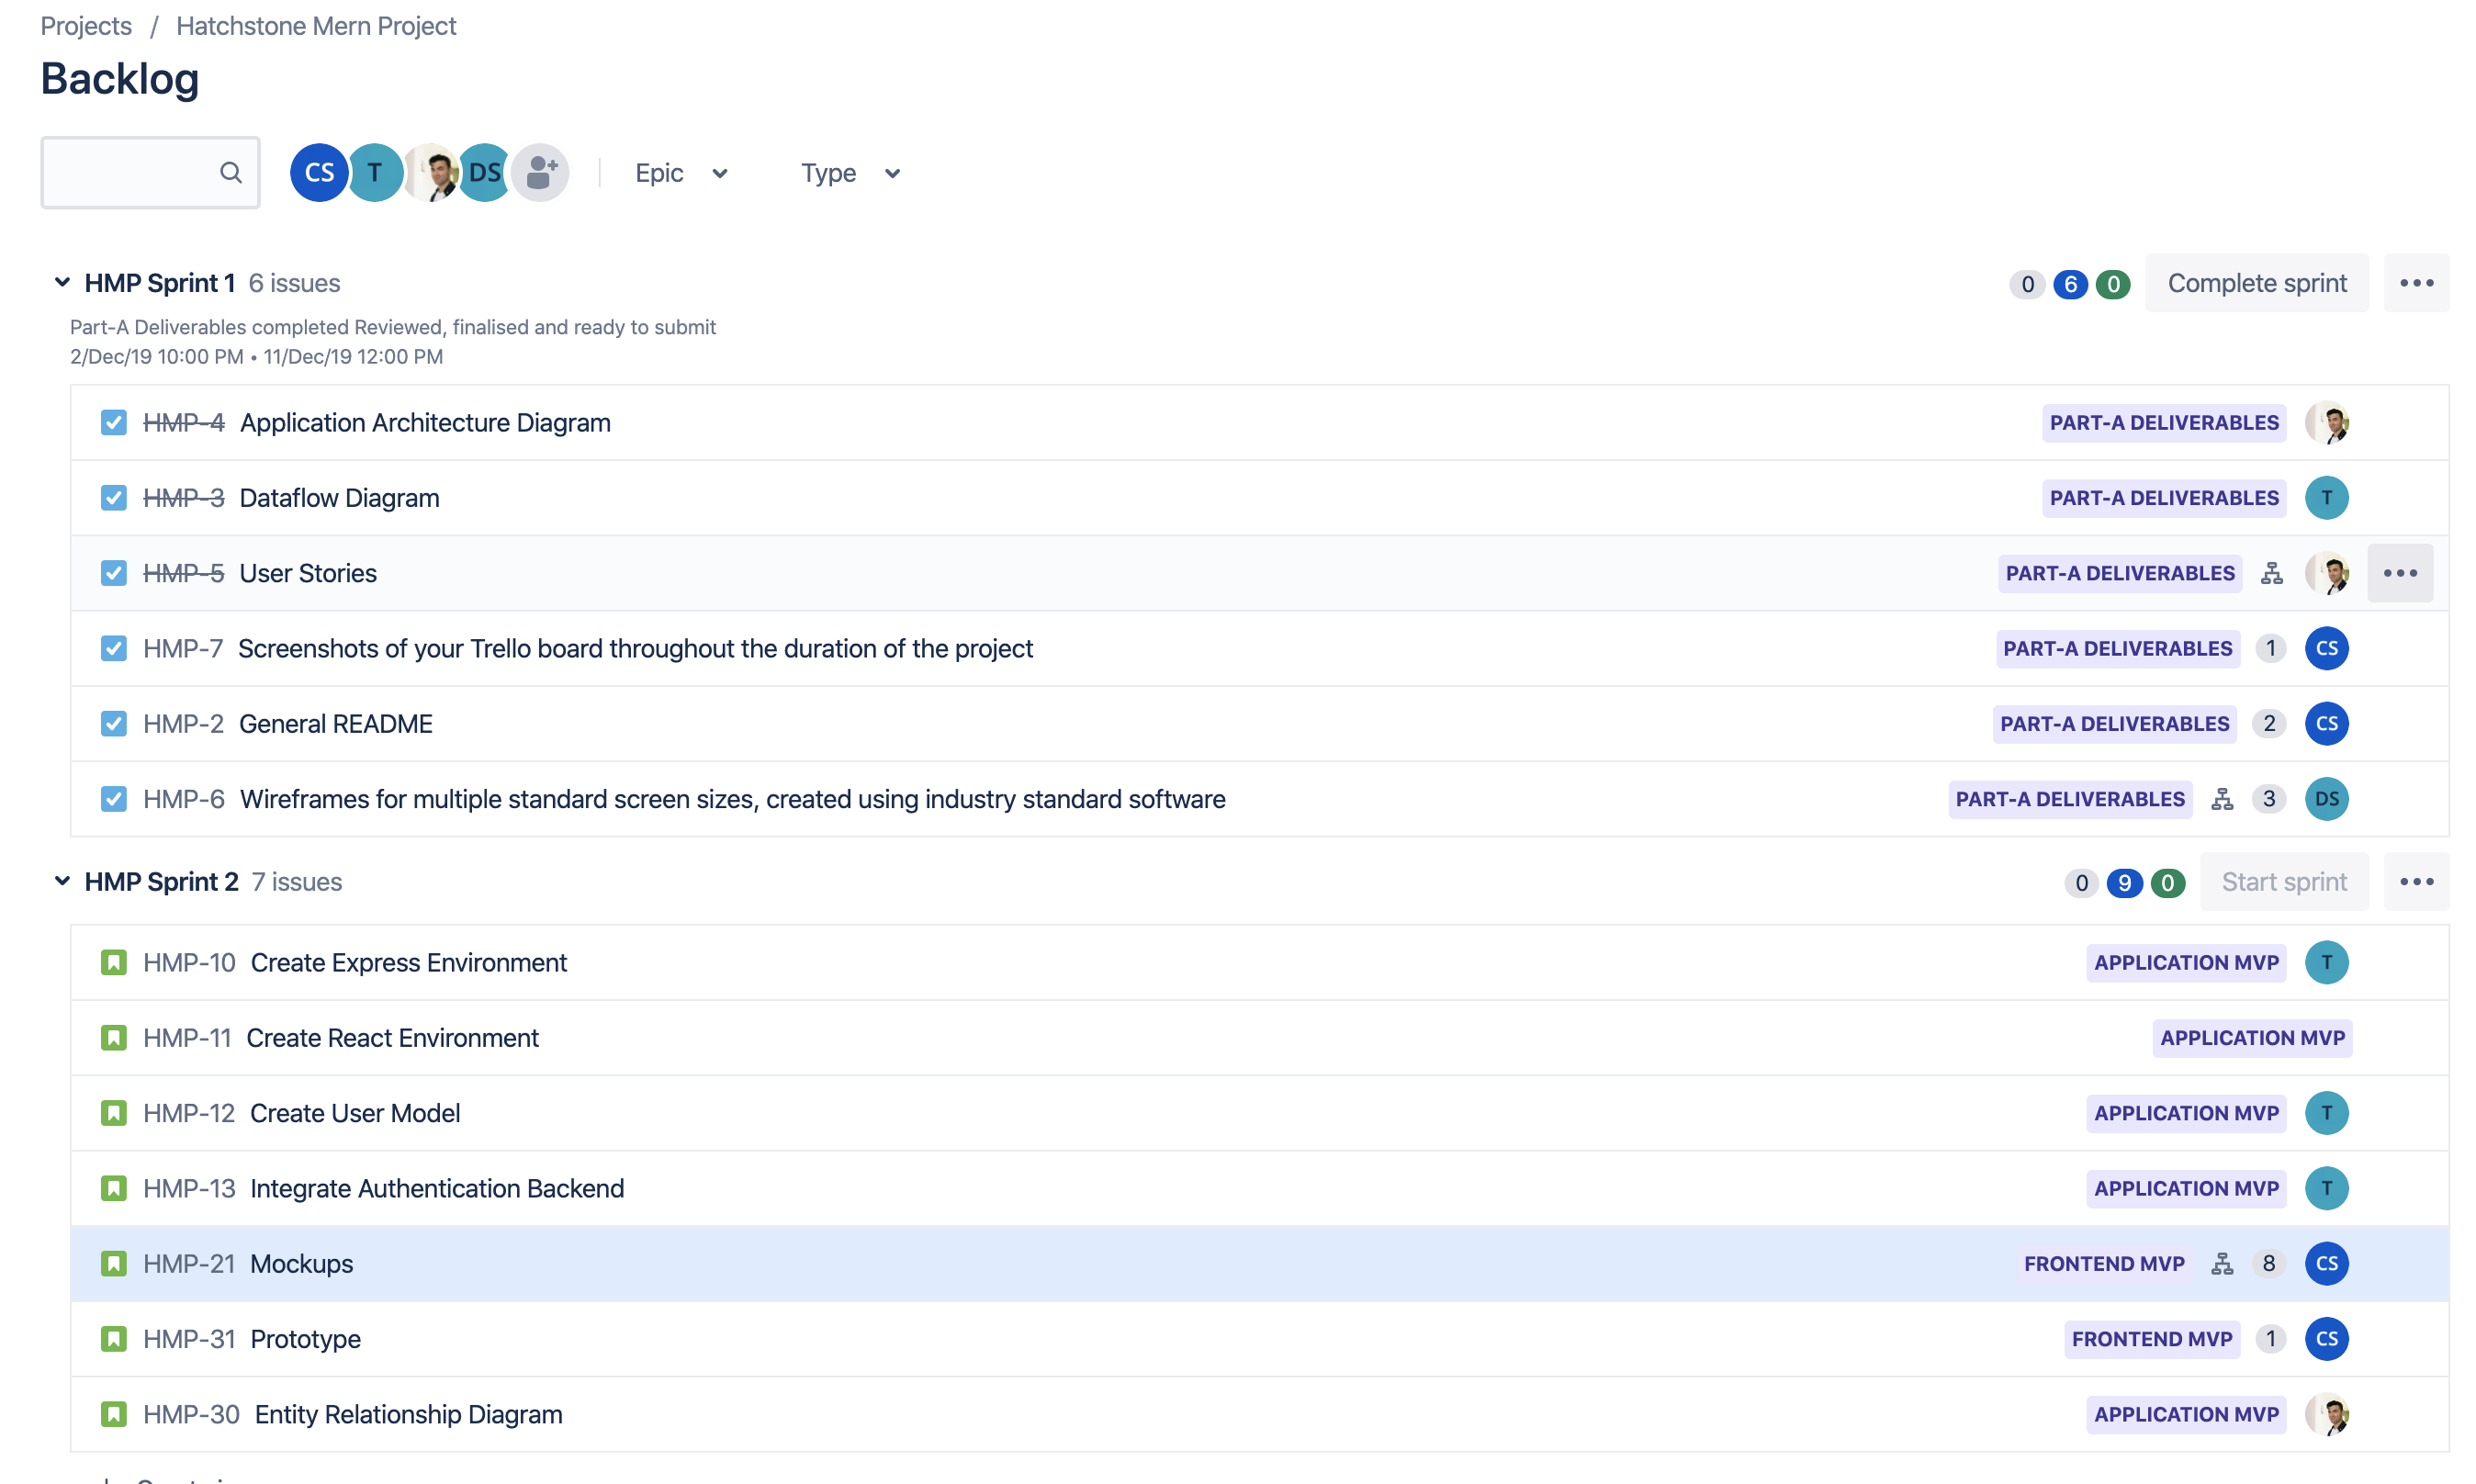 Projects / Hatchstone Mern Project
Backlog
CS T DS Epic Type
HMP Sprint 1 6 issues 0 6 0 Complete sprint
Part-A Deliverables completed Reviewed, finalised and ready to submit
2/Dec/19 10:00 PM • 11/Dec/19 12:00 PM
HMP-4 Application Architecture Diagram PART-A DELIVERABLES
HMP-3 Dataflow Diagram PART-A DELIVERABLES T
HMP-5 User Stories PART-A DELIVERABLES
HMP-7 Screenshots of your Trello board throughout the duration of the project PART-A DELIVERABLES 1 CS
HMP-2 General README PART-A DELIVERABLES 2 CS
HMP-6 Wireframes for multiple standard screen sizes, created using industry standard software PART-A DELIVERABLES 3 DS
HMP Sprint 2 7 issues 0 9 0 Start sprint
HMP-10 Create Express Environment APPLICATION MVP T
HMP-11 Create React Environment APPLICATION MVP
HMP-12 Create User Model APPLICATION MVP T
HMP-13 Integrate Authentication Backend APPLICATION MVP T
HMP-21 Mockups FRONTEND MVP 8 CS
HMP-31 Prototype FRONTEND MVP 1 CS
HMP-30 Entity Relationship Diagram APPLICATION MVP